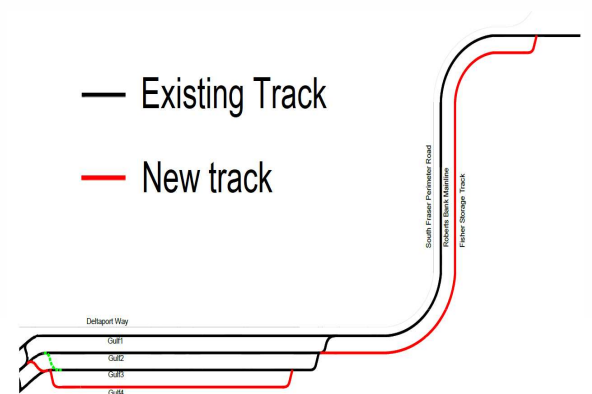 Existing Track
New track
South Fraser Perimeter Road
Roberts Bank Mainline
Fisher Storage Track
Deltaport Way
Gulf1
Gulf2
Gulf3
Gulf4